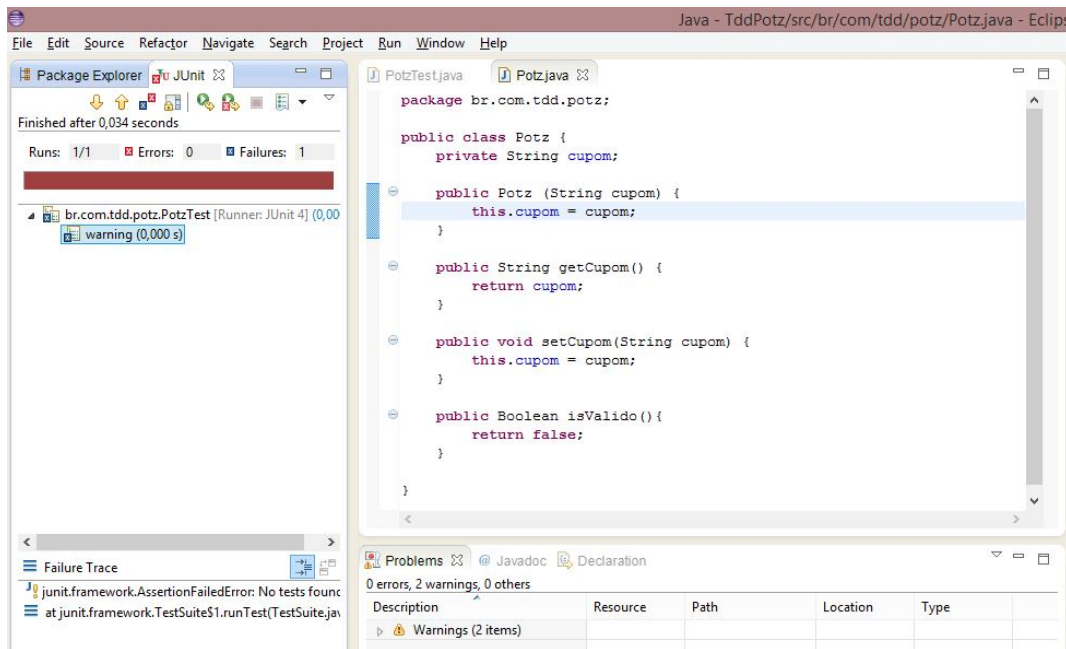 Java - TddPotz/src/br/com/tdd/potz/Potz.java - Eclips
File Edit Source Refactor Navigate Search Project Run Window Help
Package Explorer JUnit
Finished after 0,034 seconds
Runs: 1/1 Errors: 0 Failures: 1
br.com.tdd.potz.PotzTest [Runner: JUnit 4] (0,00
warning (0,000 s)
Failure Trace
junit.framework.AssertionFailedError: No tests found
at junit.framework.TestSuite$1.runTest(TestSuite.jav
PotzTest.java Potz.java
package br.com.tdd.potz;
public class Potz {
private String cupom;
public Potz (String cupom) {
this.cupom = cupom;
}
public String getCupom() {
return cupom;
}
public void setCupom(String cupom) {
this.cupom = cupom;
}
public Boolean isValido(){
return false;
}
}
Problems @ Javadoc Declaration
0 errors, 2 warnings, 0 others
Description Resource Path Location Type
Warnings (2 items)